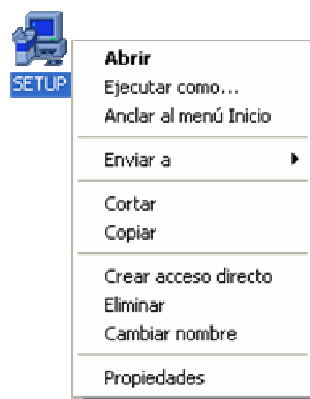 SETUP
Abrir
Ejecutar como...
Anclar al menú Inicio
Enviar a
Cortar
Copiar
Crear acceso directo
Eliminar
Cambiar nombre
Propiedades